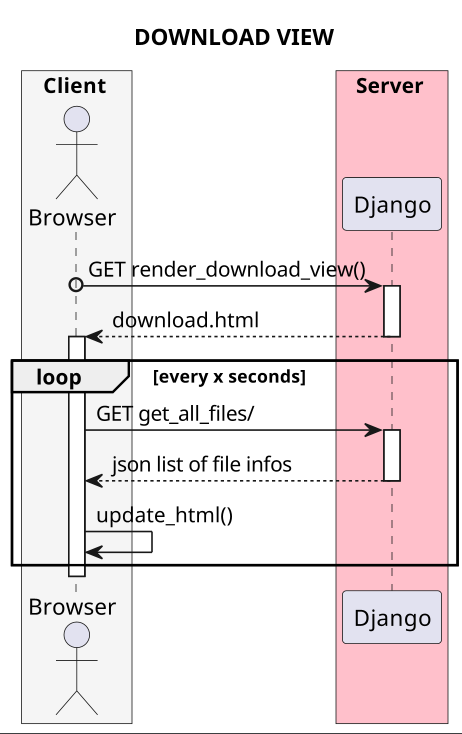 DOWNLOAD VIEW
Client
Server
Browser
Django
GET render_download_view()
download.html
loop
[every x seconds]
GET get_all_files/
json list of file infos
update_html()
Browser
Django